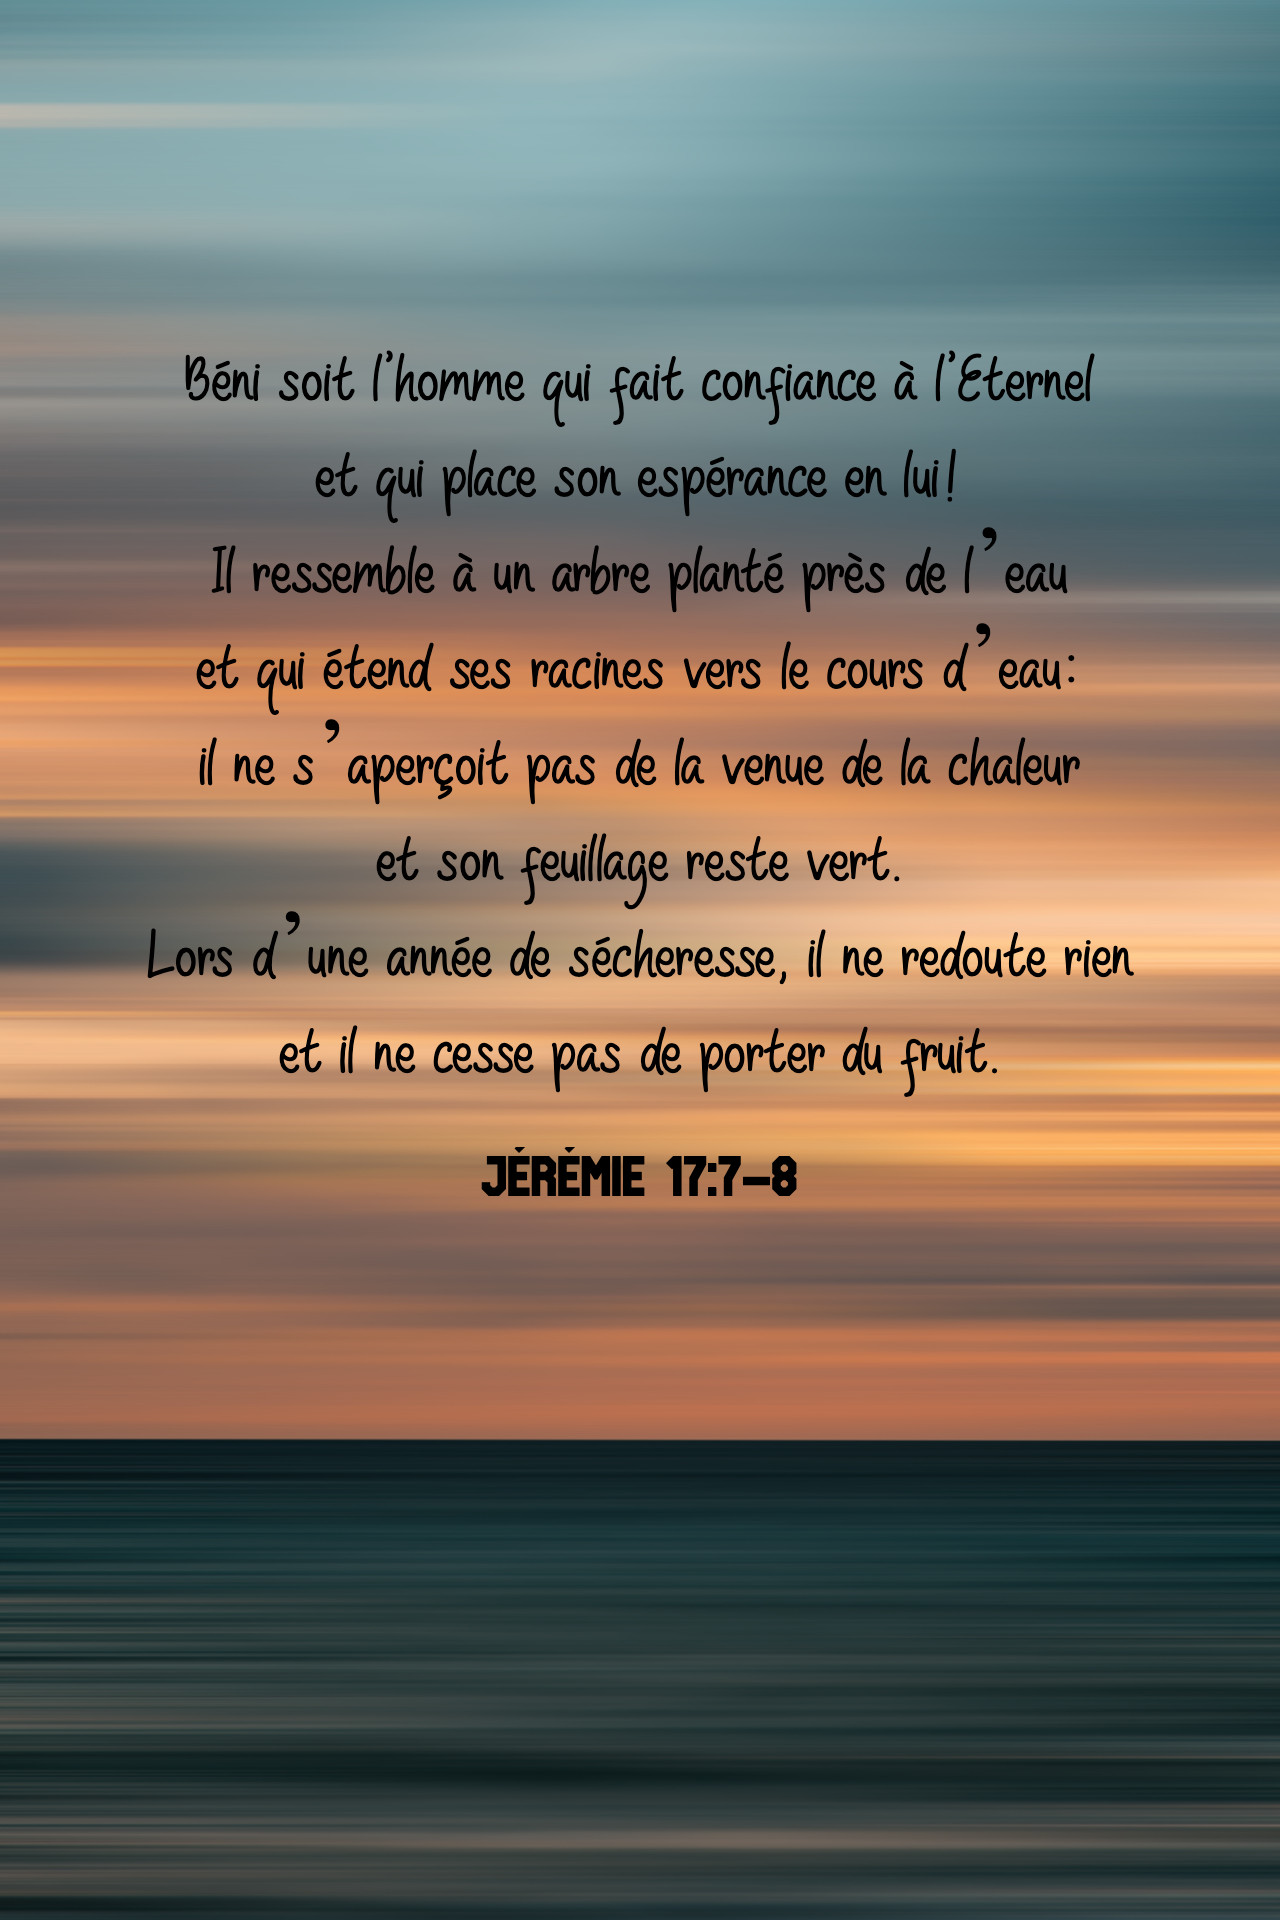 Béni soit l'homme qui fait confiance à l'Eternel
et qui place son espérance en lui!
Il ressemble à un arbre planté près de l’eau
et qui étend ses racines vers le cours d’eau:
il ne s’aperçoit pas de la venue de la chaleur
et son feuillage reste vert.
Lors d’une année de sécheresse, il ne redoute rien
et il ne cesse pas de porter du fruit.
JÉRÉMIE 17:7-8